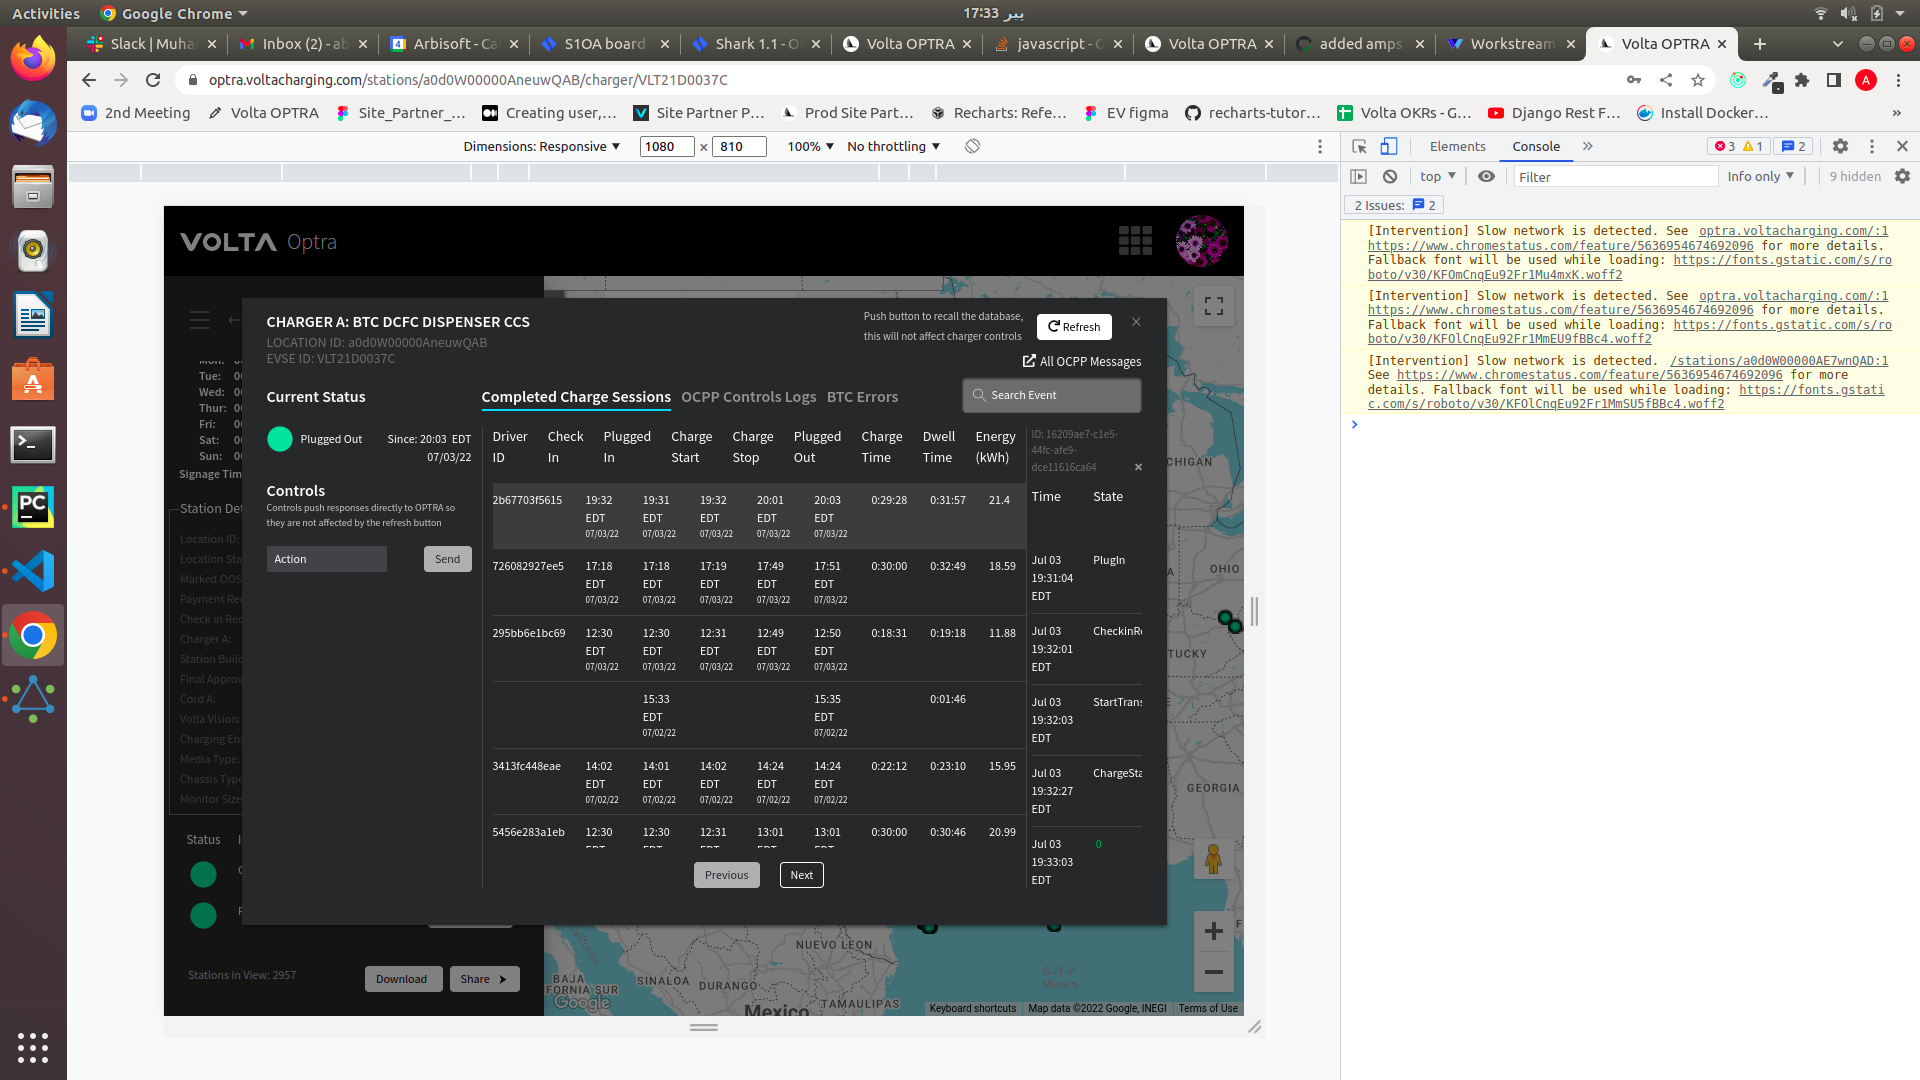 Activities
Google Chrome
17:33 پیر
Slack | Muha
Inbox (2) - ab
Arbisoft - Ca
S1OA board -
Shark 1.1 - O
Volta OPTRA
javascript - G
Volta OPTRA
added amps
Workstream
Volta OPTRA
optra.voltacharging.com/stations/a0d0W00000AneuwQAB/charger/VLT21D0037C
A
2nd Meeting
Volta OPTRA
Site_Partner_...
Creating user,...
Site Partner P...
Prod Site Part...
Recharts: Refe...
EV figma
recharts-tutor...
Volta OKRs - G...
Django Rest F...
Install Docker...
»
Dimensions: Responsive
1080 × 810
100%
No throttling
Elements
Console
3
1
2
top
Filter
Info only
9 hidden
2 Issues: 2
[Intervention] Slow network is detected. See optra.voltacharging.com/:1
https://www.chromestatus.com/feature/5636954674692096 for more details.
Fallback font will be used while loading: https://fonts.gstatic.com/s/ro
boto/v30/KFOmCnqEu92Fr1Mu4mxK.woff2
[Intervention] Slow network is detected. See optra.voltacharging.com/:1
https://www.chromestatus.com/feature/5636954674692096 for more details.
Fallback font will be used while loading: https://fonts.gstatic.com/s/ro
boto/v30/KFOlCnqEu92Fr1MmEU9fBBc4.woff2
[Intervention] Slow network is detected. /stations/a0d0W00000AE7wnQAD:1
See https://www.chromestatus.com/feature/5636954674692096 for more
details. Fallback font will be used while loading: https://fonts.gstati
c.com/s/roboto/v30/KFOlCnqEu92Fr1MmSU5fBBc4.woff2
VOLTA Optra
CHARGER A: BTC DCFC DISPENSER CCS
LOCATION ID: a0d0W00000AneuwQAB
EVSE ID: VLT21D0037C
Push button to recall the database,
this will not affect charger controls
Refresh
All OCPP Messages
Current Status
Plugged Out
Since: 20:03 EDT
07/03/22
Controls
Controls push responses directly to OPTRA so
they are not affected by the refresh button
Action
Send
Completed Charge Sessions
OCPP Controls Logs
BTC Errors
Search Event
Driver ID
Check In
Plugged In
Charge Start
Charge Stop
Plugged Out
Charge Time
Dwell Time
Energy (kWh)
2b67703f5615 19:32 19:31 19:32 20:01 20:03 0:29:28 0:31:57 21.4
EDT EDT EDT EDT EDT
07/03/22 07/03/22 07/03/22 07/03/22 07/03/22
726082927ee5 17:18 17:18 17:19 17:49 17:51 0:30:00 0:32:49 18.59
EDT EDT EDT EDT EDT
07/03/22 07/03/22 07/03/22 07/03/22 07/03/22
295bb6e1bc69 12:30 12:30 12:31 12:49 12:50 0:18:31 0:19:18 11.88
EDT EDT EDT EDT EDT
07/03/22 07/03/22 07/03/22 07/03/22 07/03/22
15:33 15:35 0:01:46
EDT EDT
07/02/22 07/02/22
3413fc448eae 14:02 14:01 14:02 14:24 14:24 0:22:12 0:23:10 15.95
EDT EDT EDT EDT EDT
07/02/22 07/02/22 07/02/22 07/02/22 07/02/22
5456e283a1eb 12:30 12:30 12:31 13:01 13:01 0:30:00 0:30:46 20.99
Previous
Next
ID: 16209ae7-c1e5-
44fc-afe9-
dce11616ca64
Time State
Jul 03 PlugIn
19:31:04
EDT
Jul 03 CheckinRe
19:32:01
EDT
Jul 03 StartTrans
19:32:03
EDT
Jul 03 ChargeSta
19:32:27
EDT
Jul 03 0
19:33:03
EDT
Mon:
Tue: 0
Wed: 0
Thur: 0
Fri: 0
Sat: 0
Sun: 0
Signage Tim
Station Det
Location ID:
Location Sta
Marked OOS
Payment Re
Check In Rec
Charger A:
Station Build
Final Approv
Cord A:
Volta Vision:
Charging En
Media Type:
Chassis Type
Monitor Size
Status
Stations in View: 2957
Download
Share
CHIGAN
OHIO
TUCKY
GEORGIA
NUEVO LEON
BAJA
FORNIA SUR
SINALOA
DURANGO
TAMAULIPAS
Mexico
Gulf of
Mexico
Google
Keyboard shortcuts
Map data ©2022 Google, INEGI
Terms of Use